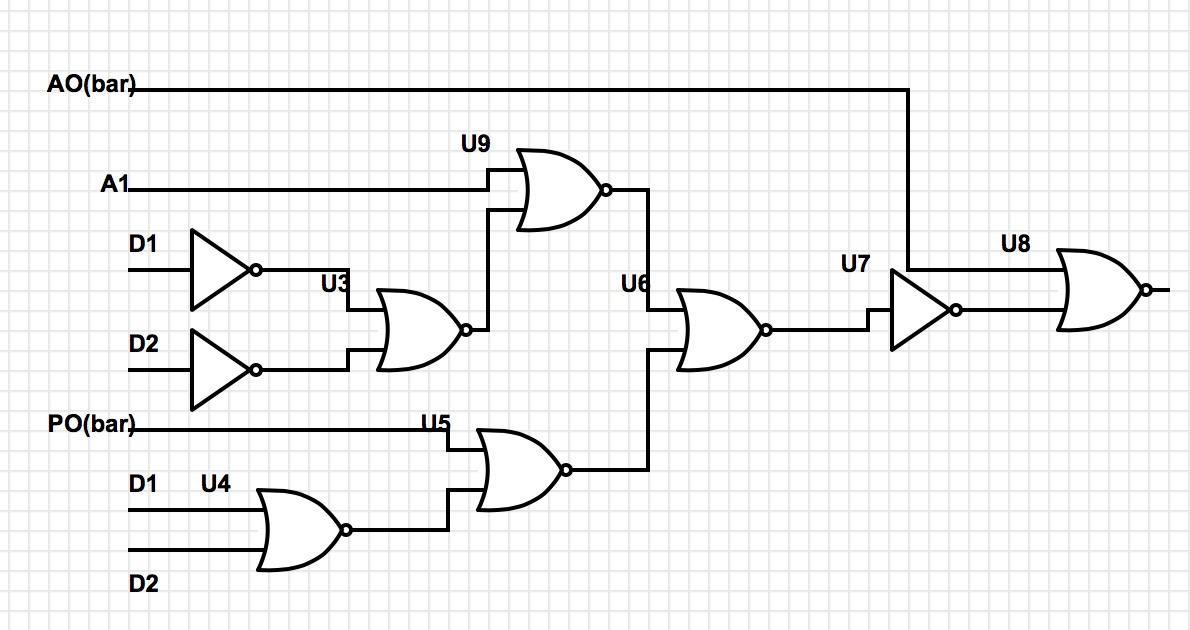 AO(bar)
U9
A1
D1
U3
U6
U7
U8
D2
PO(bar)
U5
D1
U4
D2